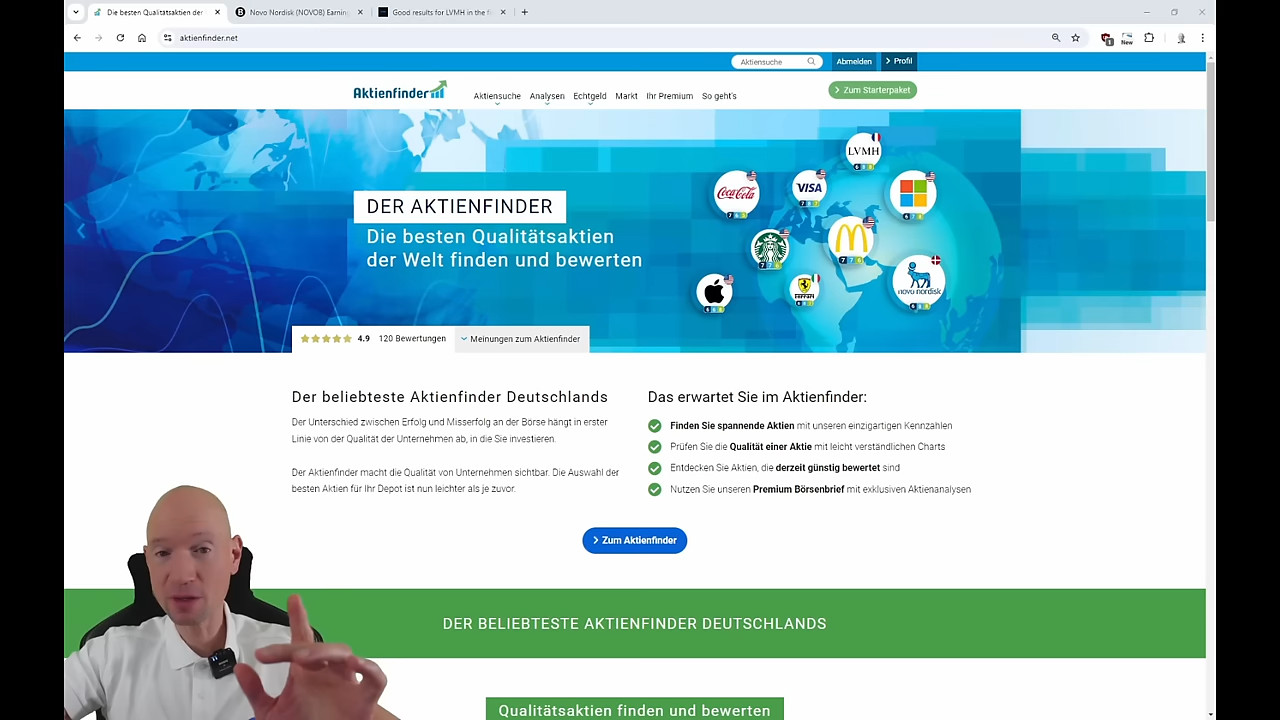 Die besten Qualitätsaktien der
Novo Nordisk (NOVOB) Earnin
Good results for LVMH in the f
aktienfinder.net
New
Aktiensuche
Abmelden
Profil
Aktienfinder
Aktiensuche
Analysen
Echtgeld
Markt
Ihr Premium
So geht's
Zum Starterpaket
LVMH
Coca-Cola
VISA
DER AKTIENFINDER
Die besten Qualitätsaktien
der Welt finden und bewerten
Ferrari
novo nordisk
4.9 120 Bewertungen
Meinungen zum Aktienfinder
Der beliebteste Aktienfinder Deutschlands
Der Unterschied zwischen Erfolg und Misserfolg an der Börse hängt in erster
Linie von der Qualität der Unternehmen ab, in die Sie investieren.
Der Aktienfinder macht die Qualität von Unternehmen sichtbar. Die Auswahl der
besten Aktien für Ihr Depot ist nun leichter als je zuvor.
Das erwartet Sie im Aktienfinder:
Finden Sie spannende Aktien mit unseren einzigartigen Kennzahlen
Prüfen Sie die Qualität einer Aktie mit leicht verständlichen Charts
Entdecken Sie Aktien, die derzeit günstig bewertet sind
Nutzen Sie unseren Premium Börsenbrief mit exklusiven Aktienanalysen
Zum Aktienfinder
DER BELIEBTESTE AKTIENFINDER DEUTSCHLANDS
Qualitätsaktien finden und bewerten